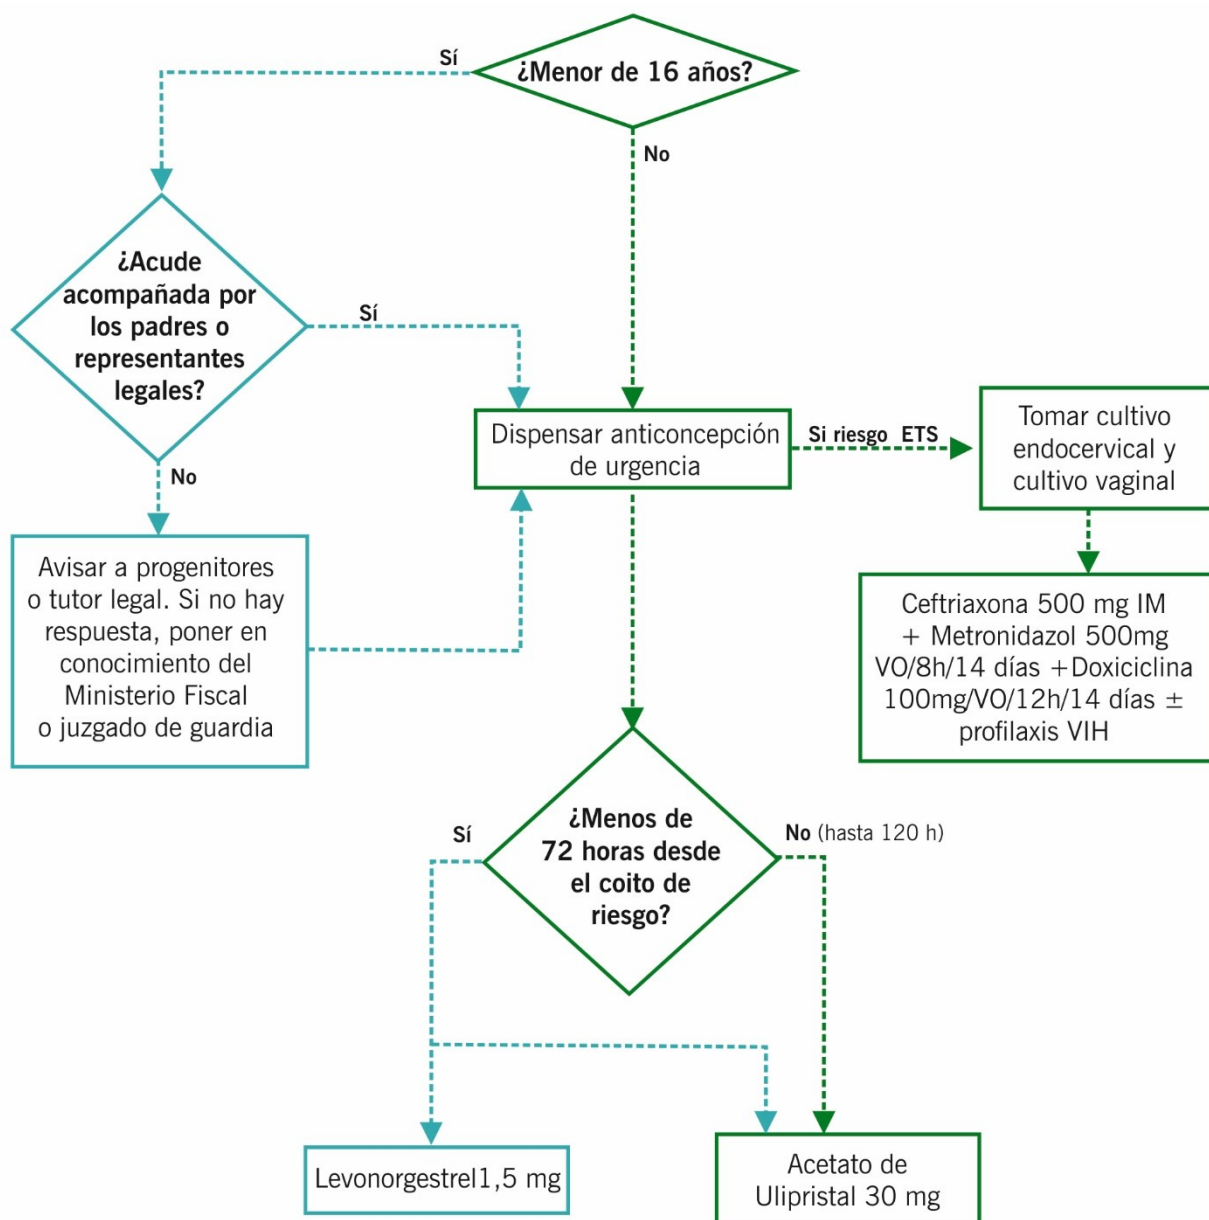 ¿Menor de 16 años?
Sí
No
¿Acude
acompañada por
los padres o
representantes
legales?
Sí
No
Avisar a progenitores
o tutor legal. Si no hay
respuesta, poner en
conocimiento del
Ministerio Fiscal
o juzgado de guardia
Dispensar anticoncepción
de urgencia
Si riesgo ETS
Tomar cultivo
endocervical y
cultivo vaginal
Ceftriaxona 500 mg IM
+ Metronidazol 500mg
VO/8h/14 días +Doxiciclina
100mg/VO/12h/14 días ±
profilaxis VIH
¿Menos de
72 horas desde
el coito de
riesgo?
Sí
No (hasta 120 h)
Levonorgestrel1,5 mg
Acetato de
Ulipristal 30 mg